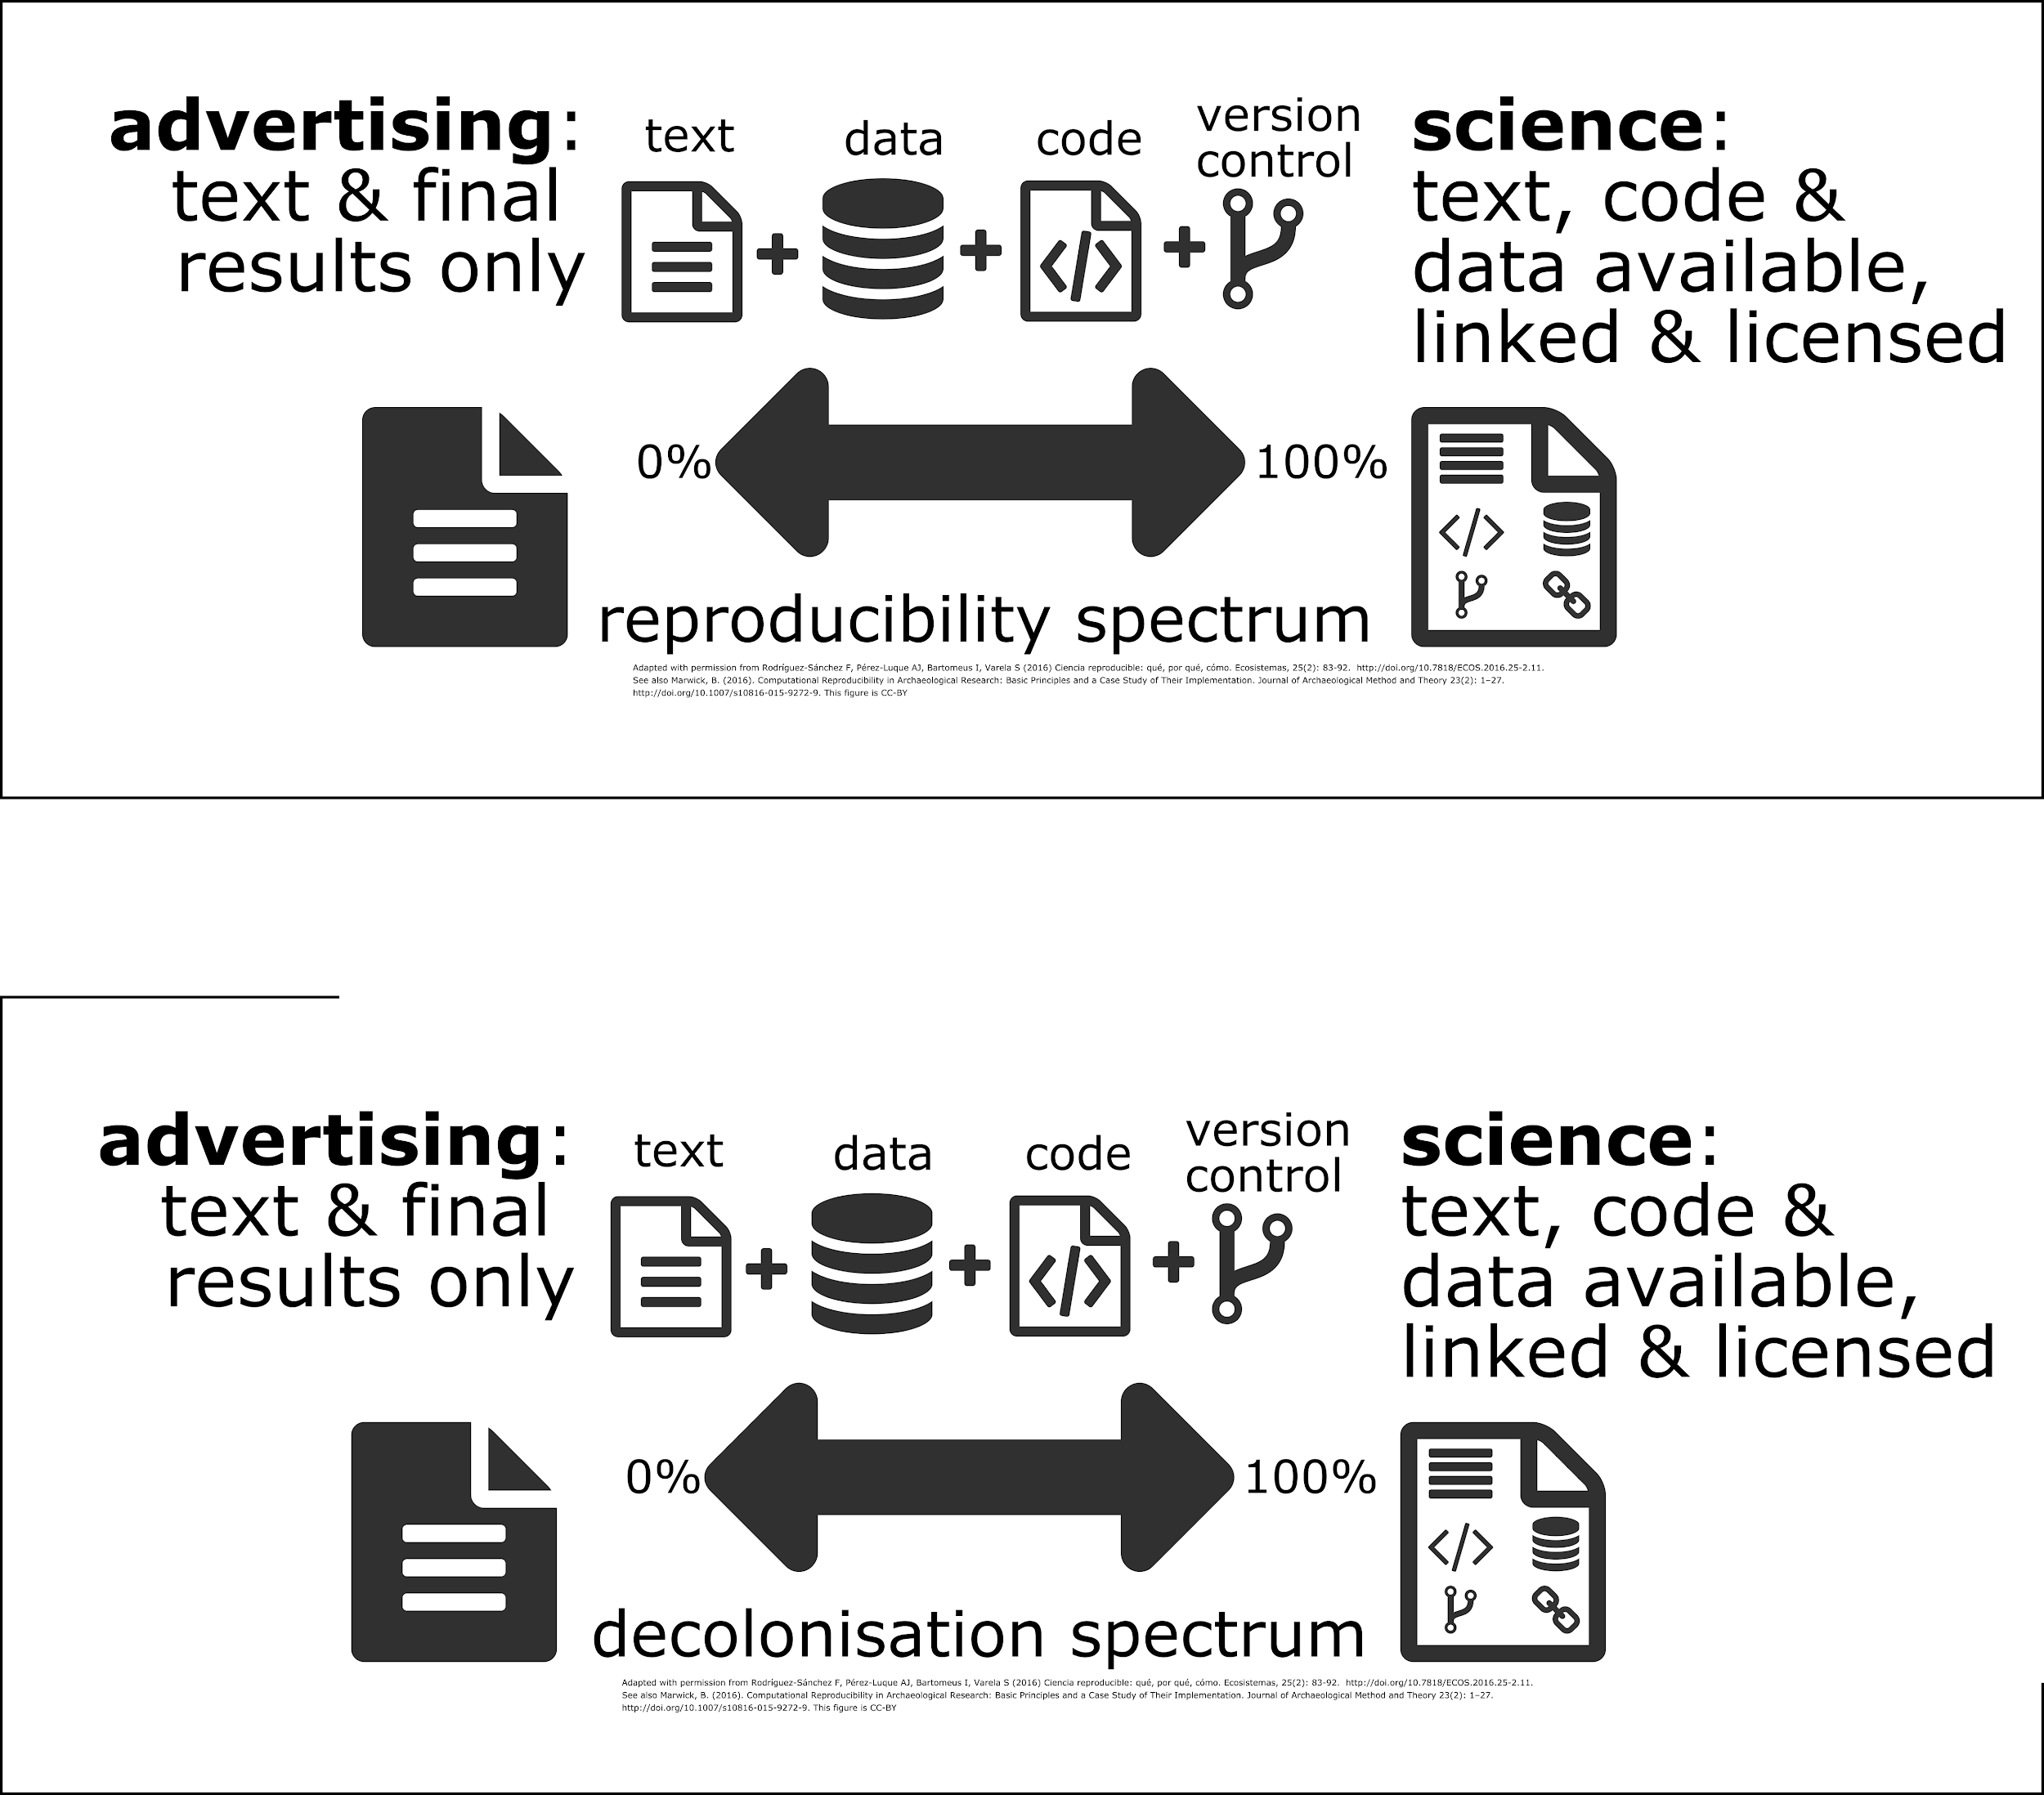 advertising:
text & final
results only
text
data
code
version
control
science:
text, code &
data available,
linked & licensed
0%
100%
reproducibility spectrum
Adapted with permission from Rodríguez-Sánchez F, Pérez-Luque AJ, Bartomeus I, Varela S (2016) Ciencia reproducible: qué, por qué, cómo. Ecosistemas, 25(2): 83-92. http://doi.org/10.7818/ECOS.2016.25-2.11.
See also Marwick, B. (2016). Computational Reproducibility in Archaeological Research: Basic Principles and a Case Study of Their Implementation. Journal of Archaeological Method and Theory 23(2): 1–27.
http://doi.org/10.1007/s10816-015-9272-9. This figure is CC-BY
advertising:
text & final
results only
text
data
code
version
control
science:
text, code &
data available,
linked & licensed
0%
100%
decolonisation spectrum
Adapted with permission from Rodríguez-Sánchez F, Pérez-Luque AJ, Bartomeus I, Varela S (2016) Ciencia reproducible: qué, por qué, cómo. Ecosistemas, 25(2): 83-92. http://doi.org/10.7818/ECOS.2016.25-2.11.
See also Marwick, B. (2016). Computational Reproducibility in Archaeological Research: Basic Principles and a Case Study of Their Implementation. Journal of Archaeological Method and Theory 23(2): 1–27.
http://doi.org/10.1007/s10816-015-9272-9. This figure is CC-BY